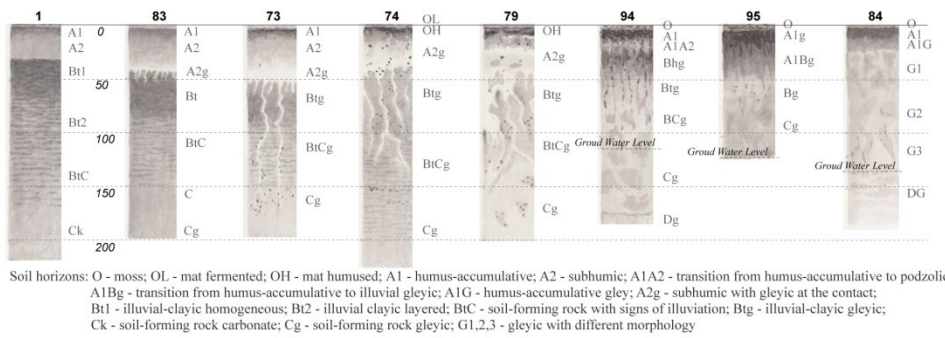 1 83 73 74 79 94 95 84
0
50
100
150
200
A1
A2
Bt1
Bt2
BtC
Ck
A1
A2
A2g
Bt
BtC
C
Cg
A1
A2
A2g
Btg
BtCg
Cg
OL
A2g
Btg
BtCg
Cg
OH
A2g
Btg
BtCg
Cg
O
A1
A1A2
Bhg
Btg
BCg
Groud Water Level
Cg
Dg
O
A1g
A1Bg
Bg
Cg
Groud Water Level
O
A1
A1G
G1
G2
G3
Groud Water Level
DG
Soil horizons: O - moss; OL - mat fermented; OH - mat humused; A1 - humus-accumulative; A2 - subhumic; A1A2 - transition from humus-accumulative to podzolic
A1Bg - transition from humus-accumulative to illuvial gleyic; A1G - humus-accumulative gley; A2g - subhumic with gleyic at the contact;
Bt1 - illuvial-clayic homogeneous; Bt2 - illuvial clayic layered; BtC - soil-forming rock with signs of illuviation; Btg - illuvial-clayic gleyic;
Ck - soil-forming rock carbonate; Cg - soil-forming rock gleyic; G1,2,3 - gleyic with different morphology